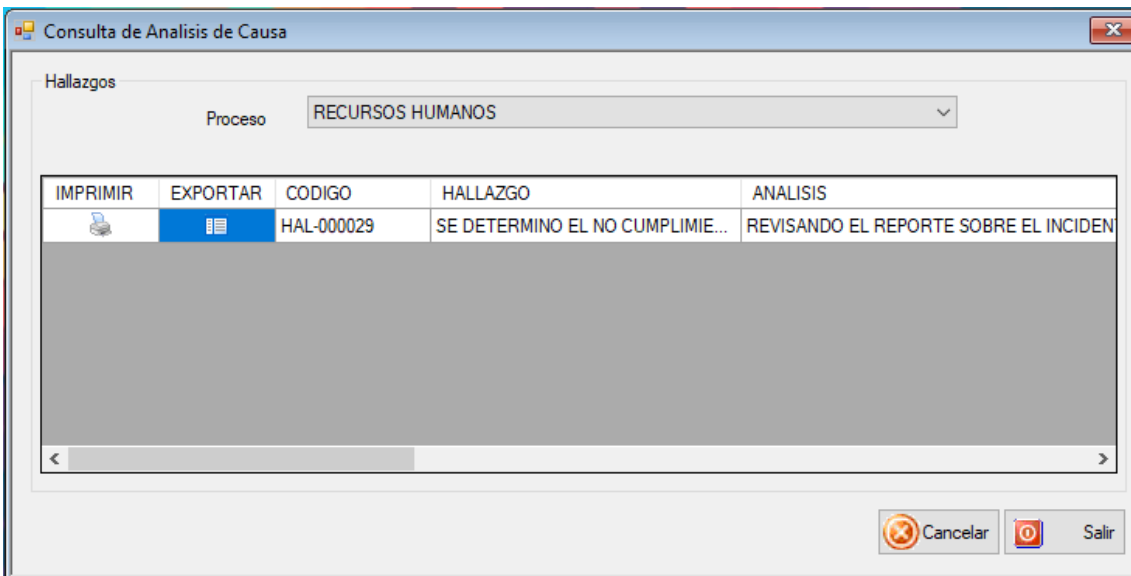 Consulta de Analisis de Causa
Hallazgos
Proceso RECURSOS HUMANOS
IMPRIMIR EXPORTAR CODIGO HALLAZGO ANALISIS
HAL-000029 SE DETERMINO EL NO CUMPLIMIE... REVISANDO EL REPORTE SOBRE EL INCIDEN
Cancelar Salir